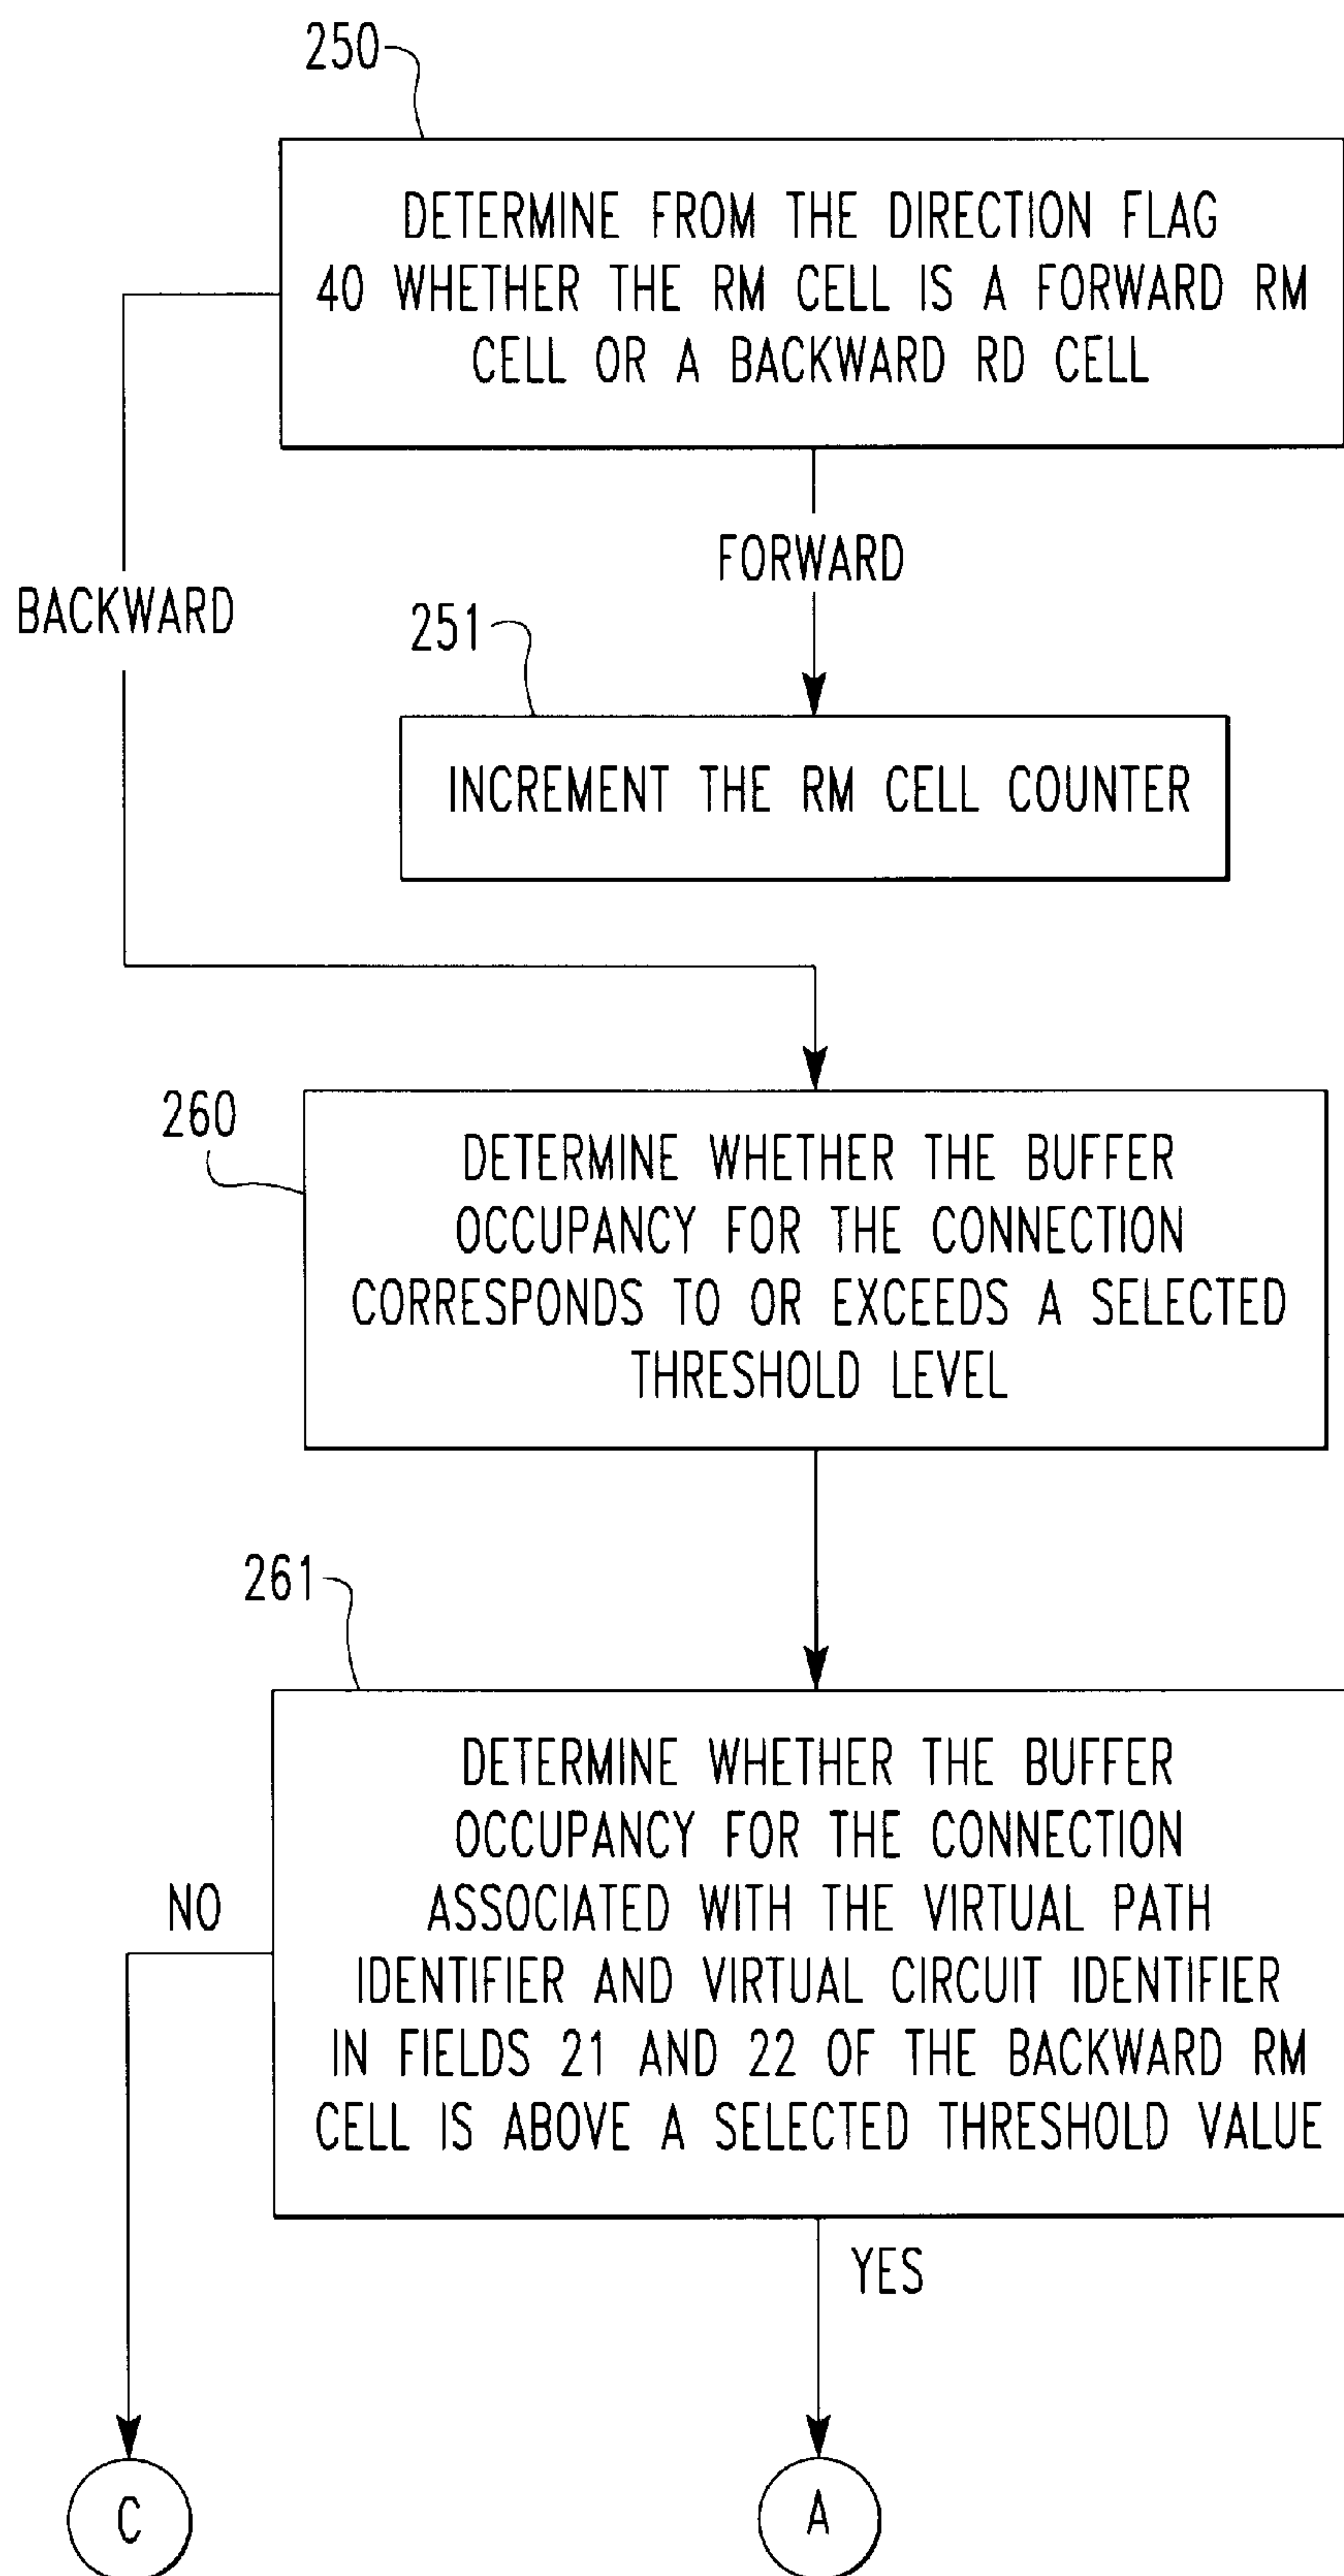 250
DETERMINE FROM THE DIRECTION FLAG
40 WHETHER THE RM CELL IS A FORWARD RM
CELL OR A BACKWARD RD CELL
FORWARD
BACKWARD
251
INCREMENT THE RM CELL COUNTER
260
DETERMINE WHETHER THE BUFFER
OCCUPANCY FOR THE CONNECTION
CORRESPONDS TO OR EXCEEDS A SELECTED
THRESHOLD LEVEL
261
DETERMINE WHETHER THE BUFFER
OCCUPANCY FOR THE CONNECTION
ASSOCIATED WITH THE VIRTUAL PATH
IDENTIFIER AND VIRTUAL CIRCUIT IDENTIFIER
IN FIELDS 21 AND 22 OF THE BACKWARD RM
CELL IS ABOVE A SELECTED THRESHOLD VALUE
NO
YES
C
A